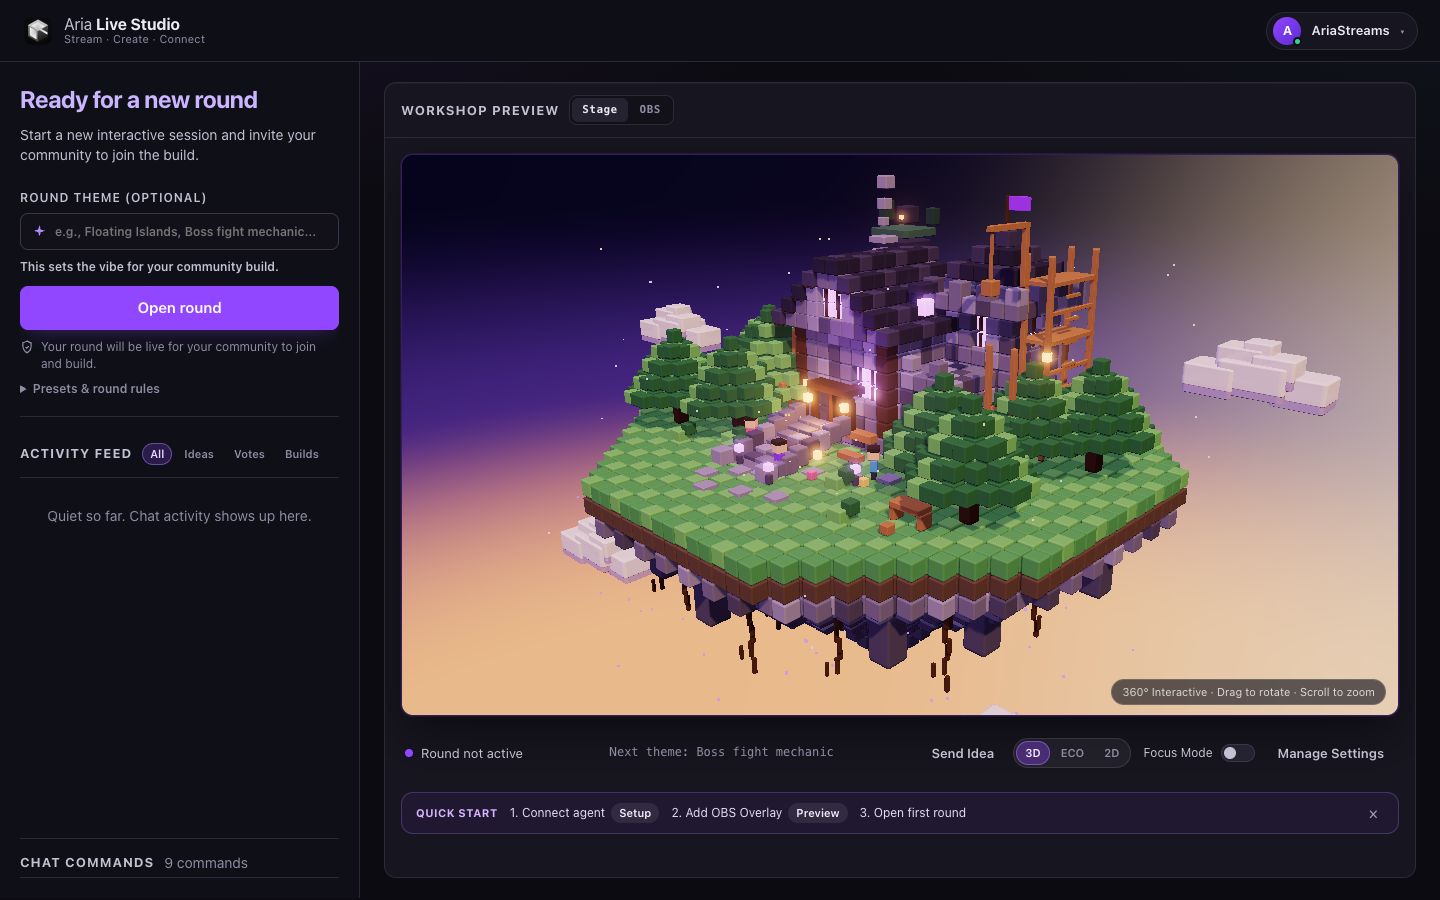 Aria Live Studio
Stream · Create · Connect
A
AriaStreams
Ready for a new round
Start a new interactive session and invite your
community to join the build.
ROUND THEME (OPTIONAL)
e.g., Floating Islands, Boss fight mechanic...
This sets the vibe for your community build.
Open round
Your round will be live for your community to join
and build.
Presets & round rules
ACTIVITY FEED All Ideas Votes Builds
Quiet so far. Chat activity shows up here.
CHAT COMMANDS 9 commands
WORKSHOP PREVIEW Stage OBS
360° Interactive · Drag to rotate · Scroll to zoom
Round not active
Next theme: Boss fight mechanic
Send Idea 3D ECO 2D Focus Mode Manage Settings
QUICK START 1. Connect agent Setup 2. Add OBS Overlay Preview 3. Open first round